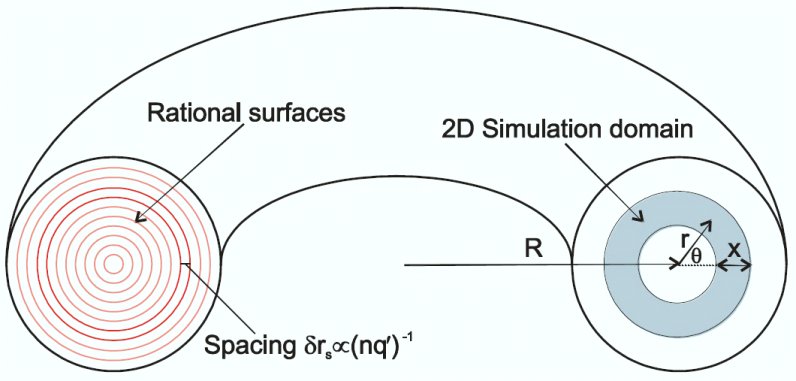 Rational surfaces
2D Simulation domain
R
r
θ
x
Spacing δrₛ∝(nq′)⁻¹